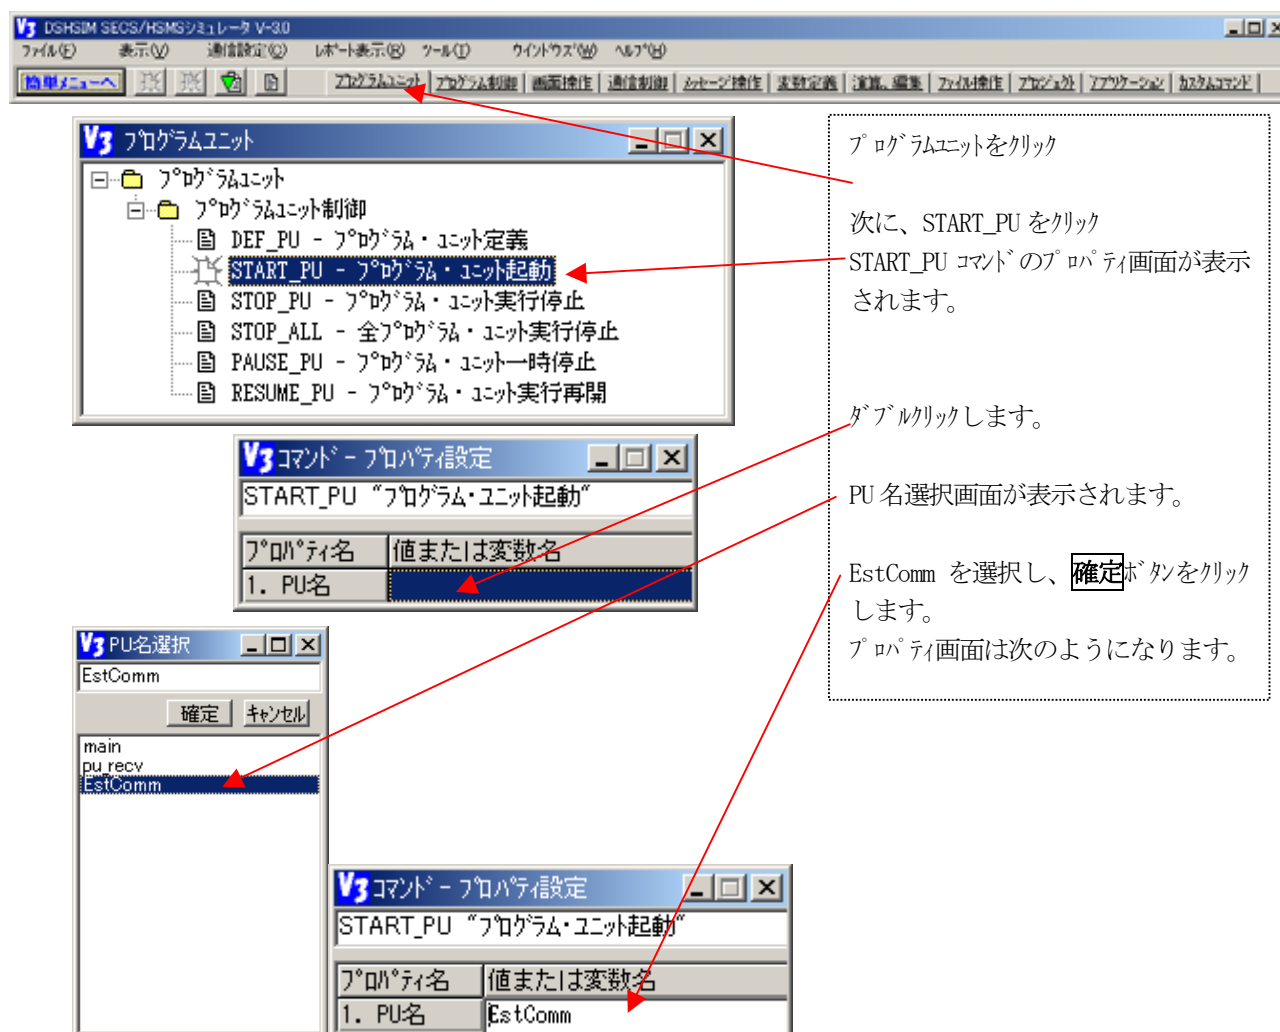 V3 DSHSIM SECS/HSMSシミュレータ V-3.0
ファイル(F) 表示(V) 通信設定(C) レポート表示(R) ツール(T) ウインドウズ(W) ヘルプ(H)
簡単メニューへ プログラムユニット プログラム制御 画面操作 通信制御 メッセージ操作 変数定義 演算、編集 ファイル操作 プロジェクト アプリケーション カスタムコマンド
V3 プログラムユニット
プログラムユニット
プログラムユニット制御
DEF_PU - プログラム・ユニット定義
START_PU - プログラム・ユニット起動
STOP_PU - プログラム・ユニット実行停止
STOP_ALL - 全プログラム・ユニット実行停止
PAUSE_PU - プログラム・ユニット一時停止
RESUME_PU - プログラム・ユニット実行再開
プログラムユニットをクリック
次に、START_PU をクリック
START_PU コマンドのプロパティ画面が表示
されます。
ダブルクリックします。
PU 名選択画面が表示されます。
EstComm を選択し、確定ボタンをクリック
します。
プロパティ画面は次のようになります。
V3 コマンド - プロパティ設定
START_PU “プログラム・ユニット起動“
プロパティ名 値または変数名
1. PU名
V3 PU名選択
EstComm
確定 キャンセル
main
pu_recv
EstComm
V3 コマンド - プロパティ設定
START_PU “プログラム・ユニット起動“
プロパティ名 値または変数名
1. PU名 EstComm